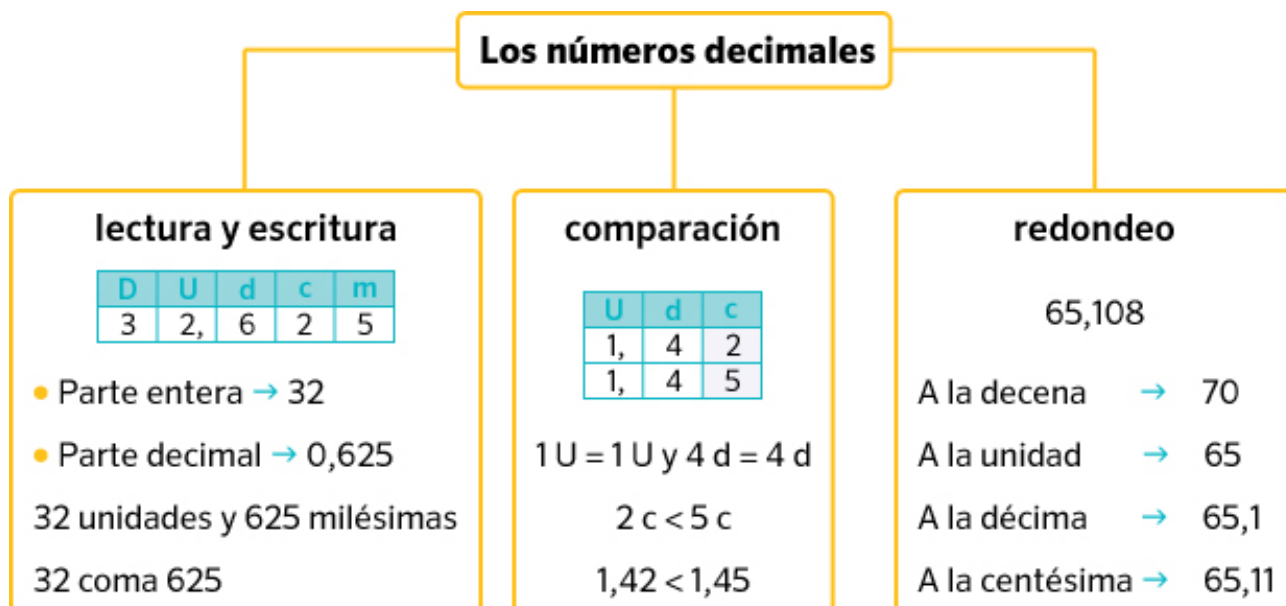 Los números decimales
lectura y escritura
D U d c m
3 2, 6 2 5
• Parte entera → 32
• Parte decimal → 0,625
32 unidades y 625 milésimas
32 coma 625
comparación
U d c
1, 4 2
1, 4 5
1 U = 1 U y 4 d = 4 d
2 c < 5 c
1,42 < 1,45
redondeo
65,108
A la decena → 70
A la unidad → 65
A la décima → 65,1
A la centésima → 65,11